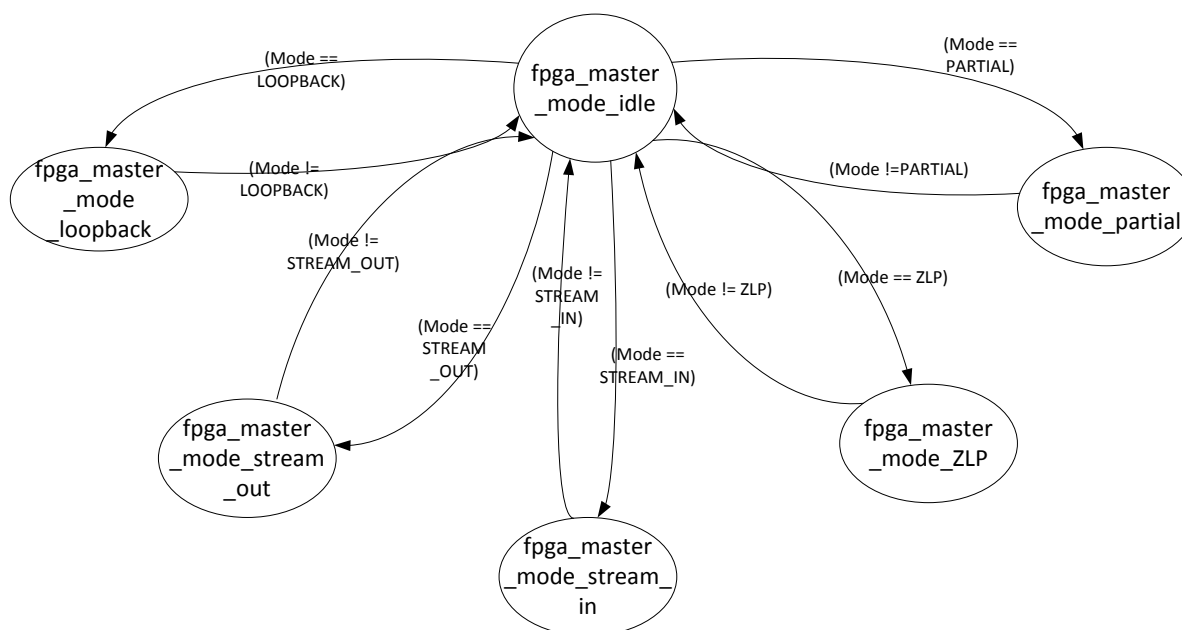 fpga_master
_mode_idle
(Mode ==
LOOPBACK)
(Mode ==
PARTIAL)
fpga_master
_mode
_loopback
(Mode !=
LOOPBACK)
(Mode !=PARTIAL)
fpga_master
_mode_partial
(Mode !=
STREAM_OUT)
(Mode ==
STREAM
_OUT)
(Mode !=
STREAM
_IN)
(Mode ==
STREAM_IN)
(Mode != ZLP)
(Mode == ZLP)
fpga_master
_mode_stream
_out
fpga_master
_mode_ZLP
fpga_master
_mode_stream_
in